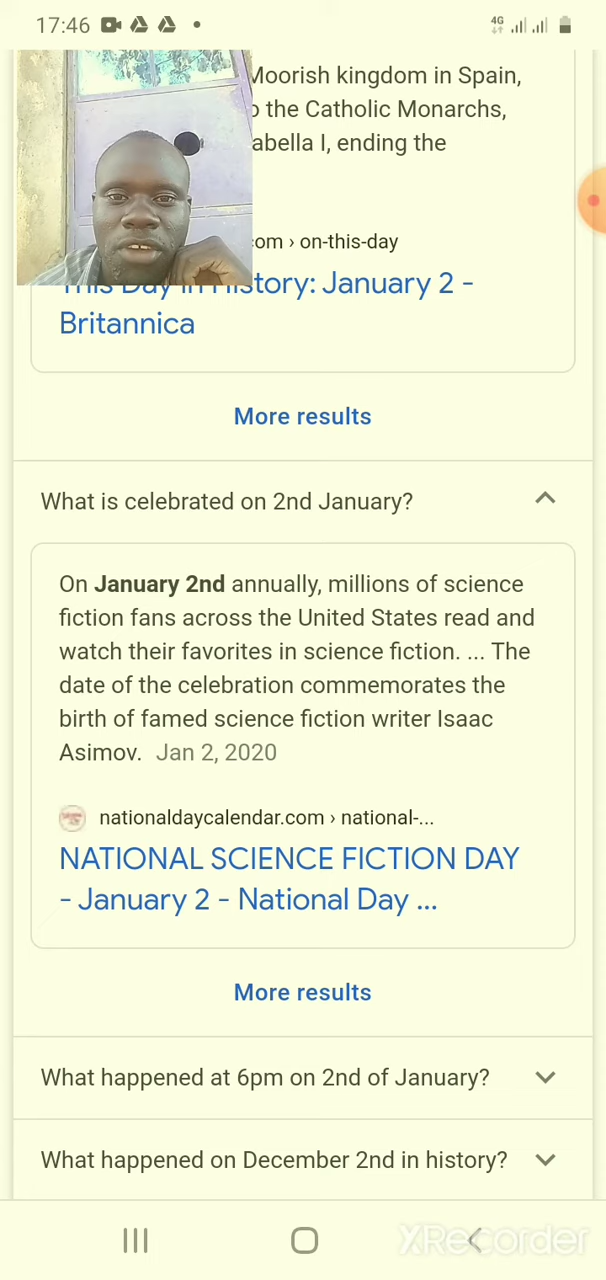 17:46
4G
Moorish kingdom in Spain,
o the Catholic Monarchs,
abella I, ending the
com › on-this-day
This Day in History: January 2 -
Britannica
More results
What is celebrated on 2nd January?
On January 2nd annually, millions of science
fiction fans across the United States read and
watch their favorites in science fiction. ... The
date of the celebration commemorates the
birth of famed science fiction writer Isaac
Asimov. Jan 2, 2020
nationaldaycalendar.com › national-...
NATIONAL SCIENCE FICTION DAY
- January 2 - National Day ...
More results
What happened at 6pm on 2nd of January?
What happened on December 2nd in history?
XRecorder